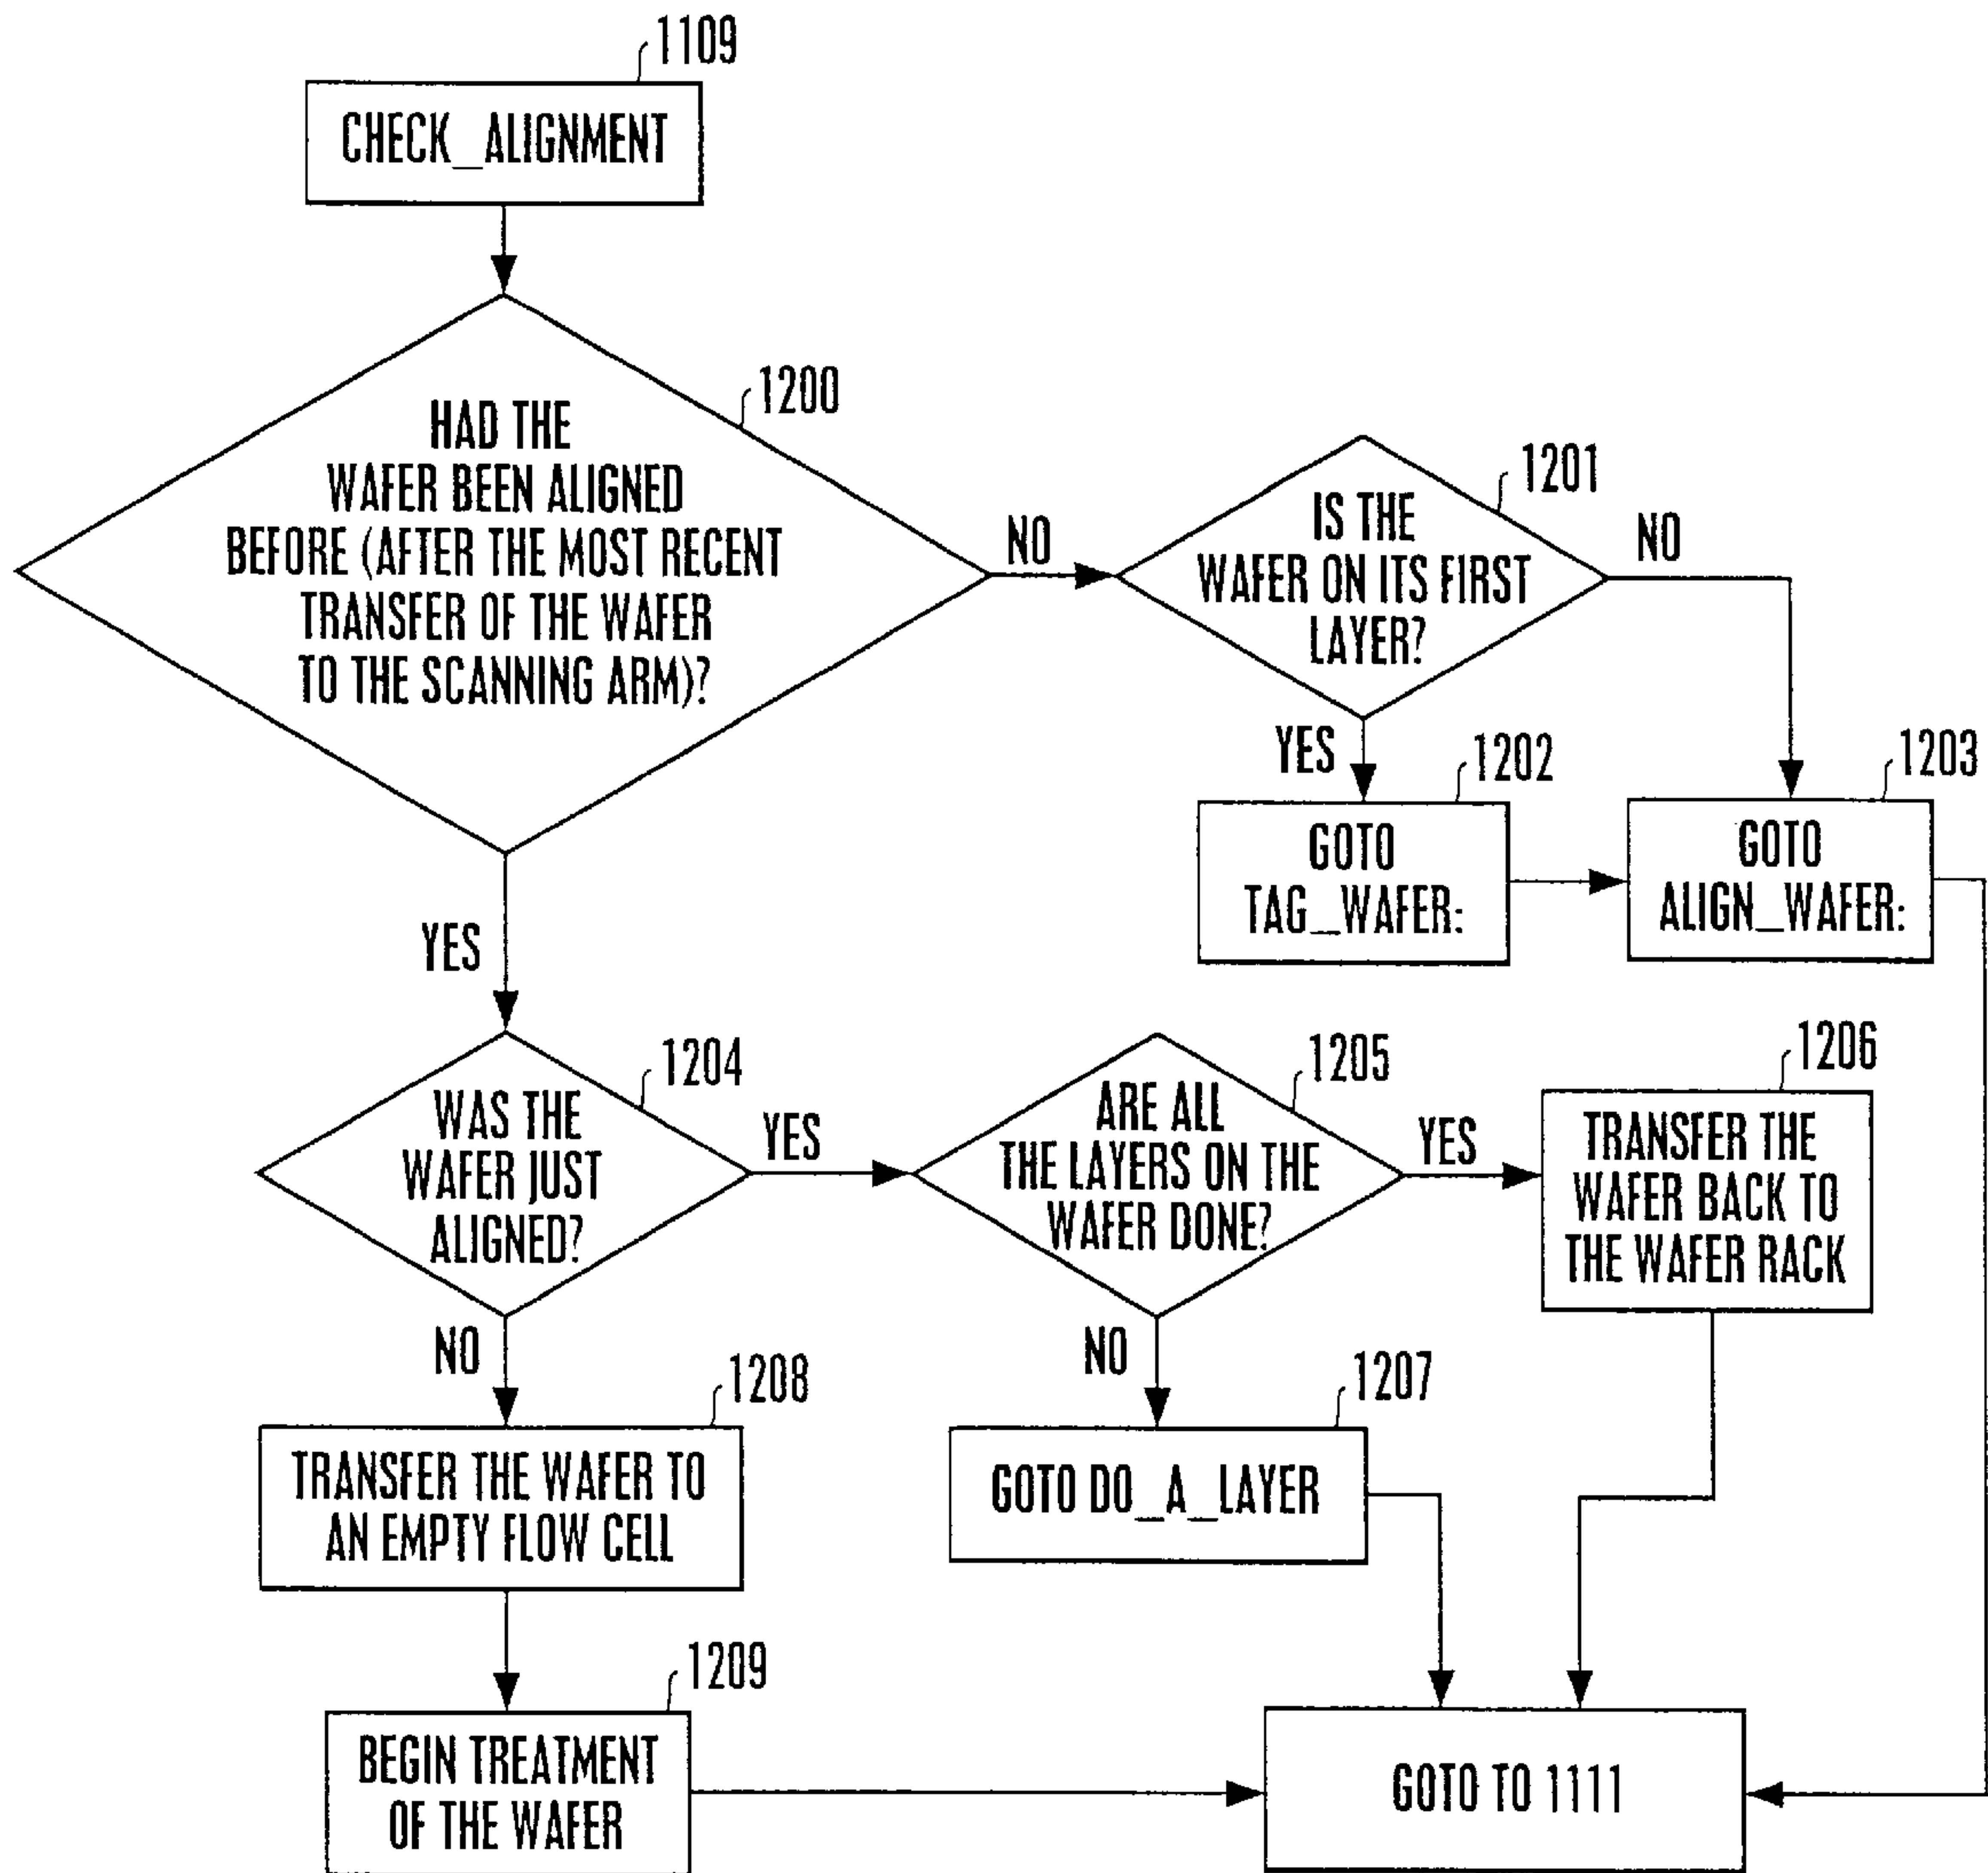 1109
CHECK_ALIGNMENT
1200
HAD THE
WAFER BEEN ALIGNED
BEFORE (AFTER THE MOST RECENT
TRANSFER OF THE WAFER
TO THE SCANNING ARM)?
NO
1201
IS THE
WAFER ON ITS FIRST
LAYER?
NO
YES
1202
GOTO
TAG_WAFER:
1203
GOTO
ALIGN_WAFER:
YES
1204
WAS THE
WAFER JUST
ALIGNED?
YES
1205
ARE ALL
THE LAYERS ON THE
WAFER DONE?
YES
1206
TRANSFER THE
WAFER BACK TO
THE WAFER RACK
NO
1208
TRANSFER THE WAFER TO
AN EMPTY FLOW CELL
NO
1207
GOTO DO_A_LAYER
1209
BEGIN TREATMENT
OF THE WAFER
GOTO TO 1111